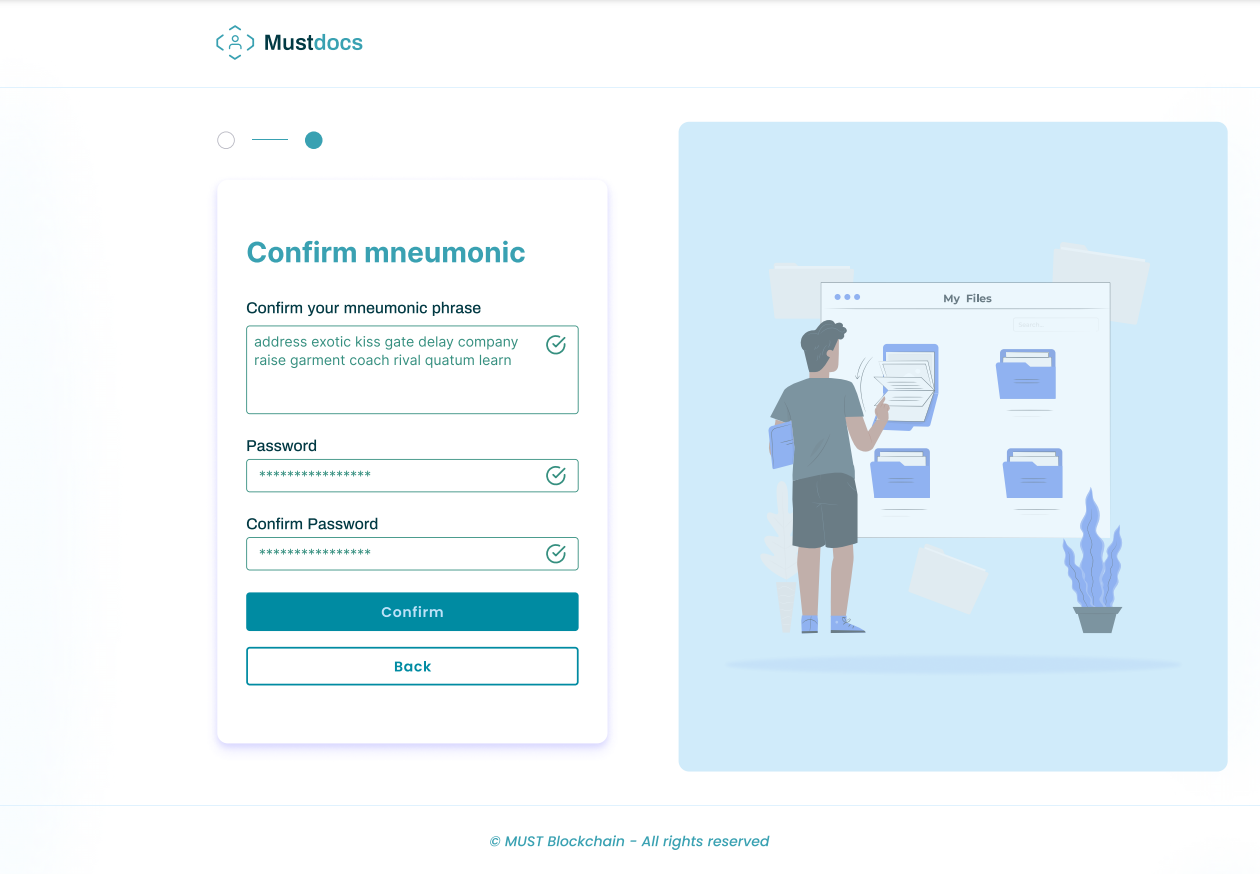 Mustdocs
Confirm mneumonic
Confirm your mneumonic phrase
address exotic kiss gate delay company
raise garment coach rival quatum learn
Password
****************
Confirm Password
****************
Confirm
Back
My Files
Search...
© MUST Blockchain - All rights reserved